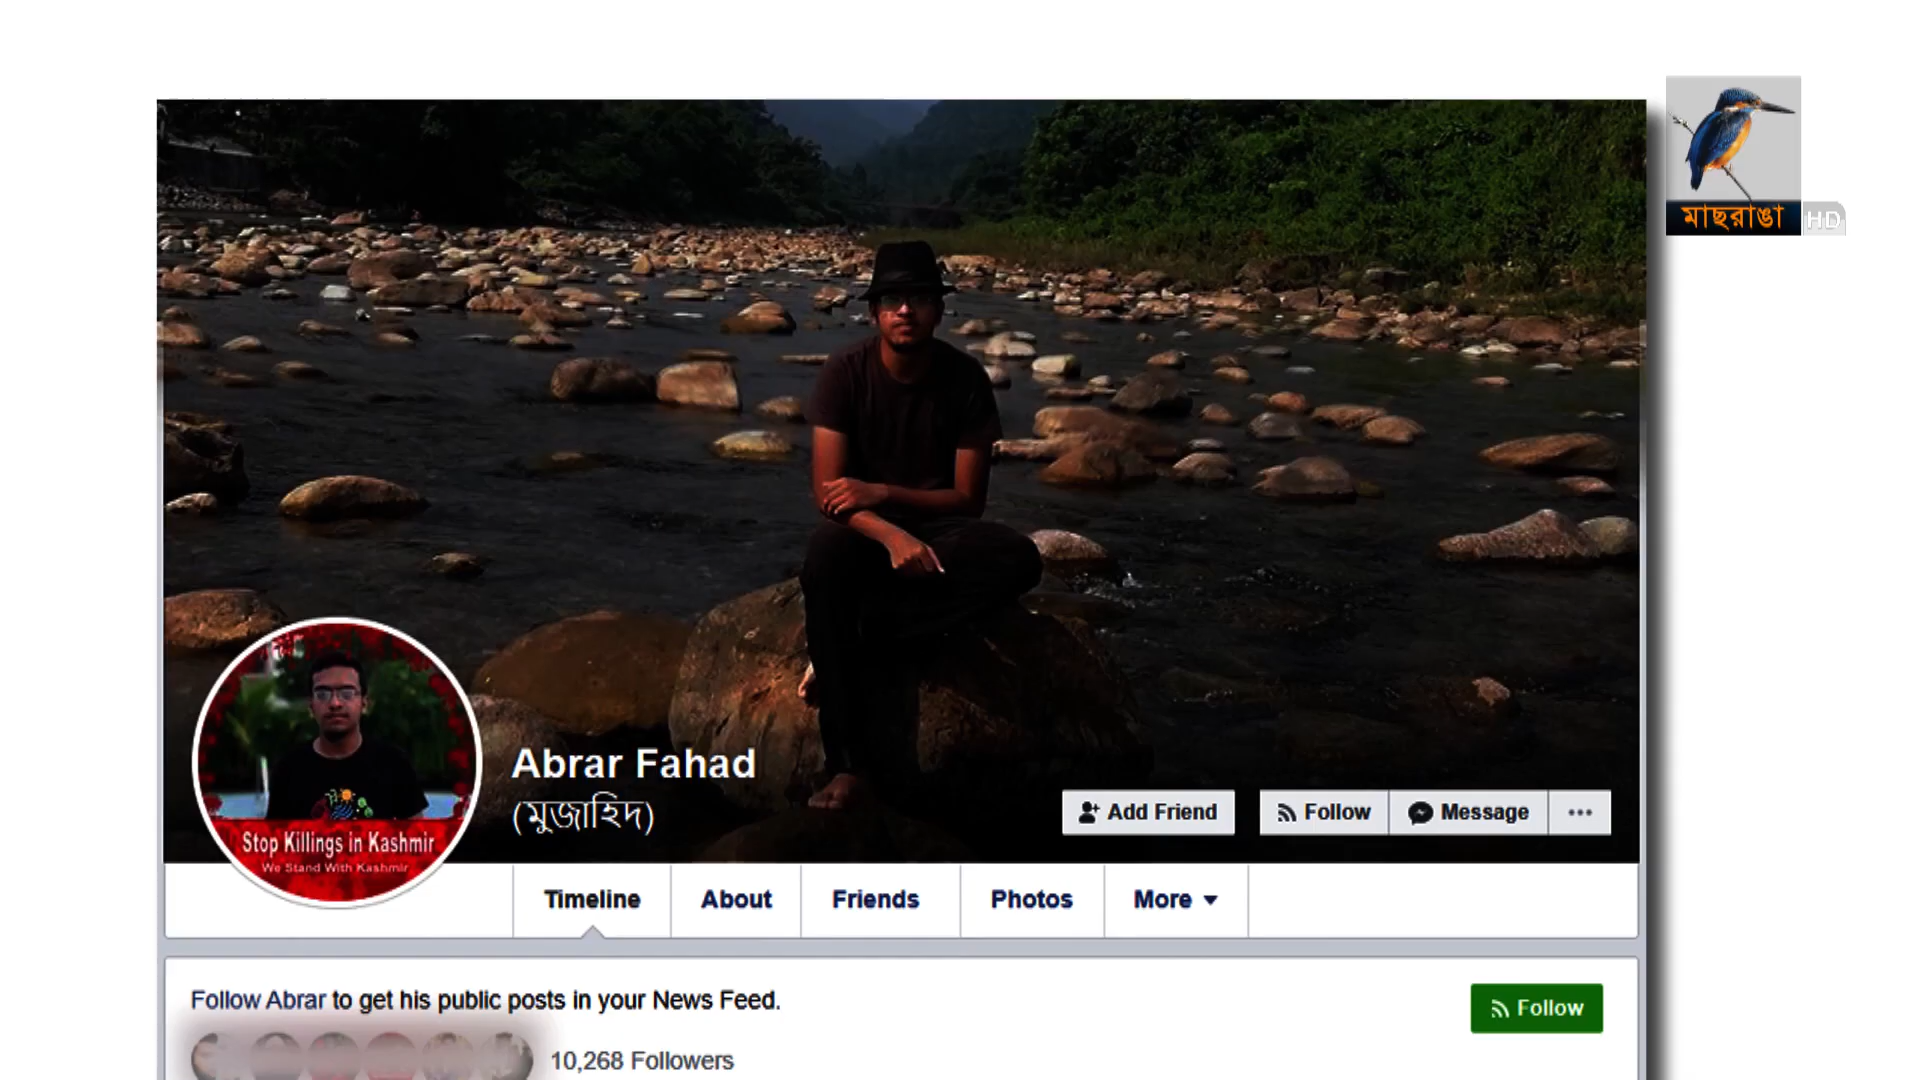 মাছরাঙা HD
Abrar Fahad
(মুজাহিদ)
Add Friend
Follow
Message
Stop Killings in Kashmir
We Stand With Kashmir
Timeline
About
Friends
Photos
More
Follow Abrar to get his public posts in your News Feed.
Follow
10,268 Followers